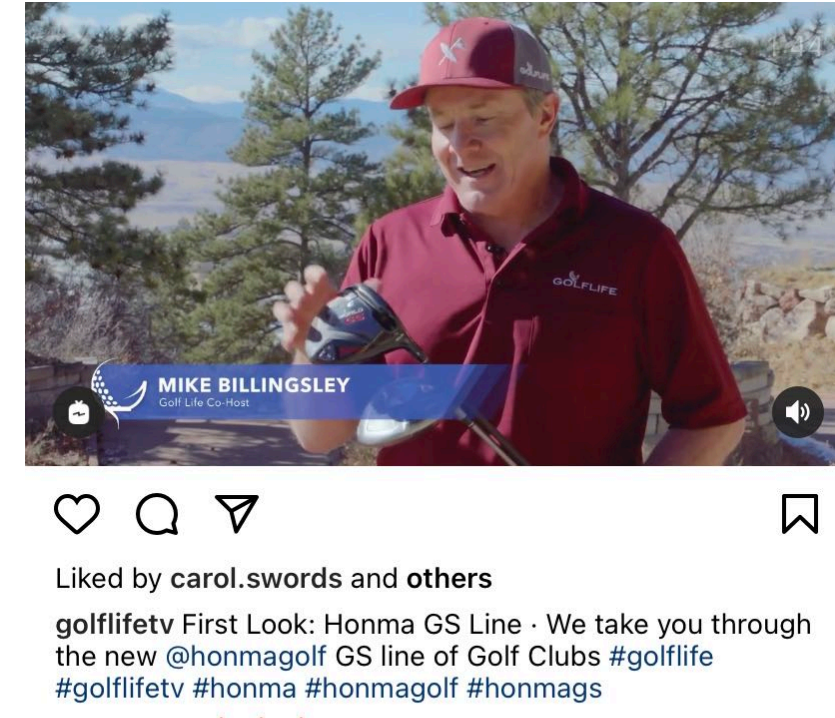 GOLFLIFE
GS
MIKE BILLINGSLEY
Golf Life Co-Host
Liked by carol.swords and others
golflifetv First Look: Honma GS Line · We take you through
the new @honmagolf GS line of Golf Clubs #golflife
#golflifetv #honma #honmagolf #honmags